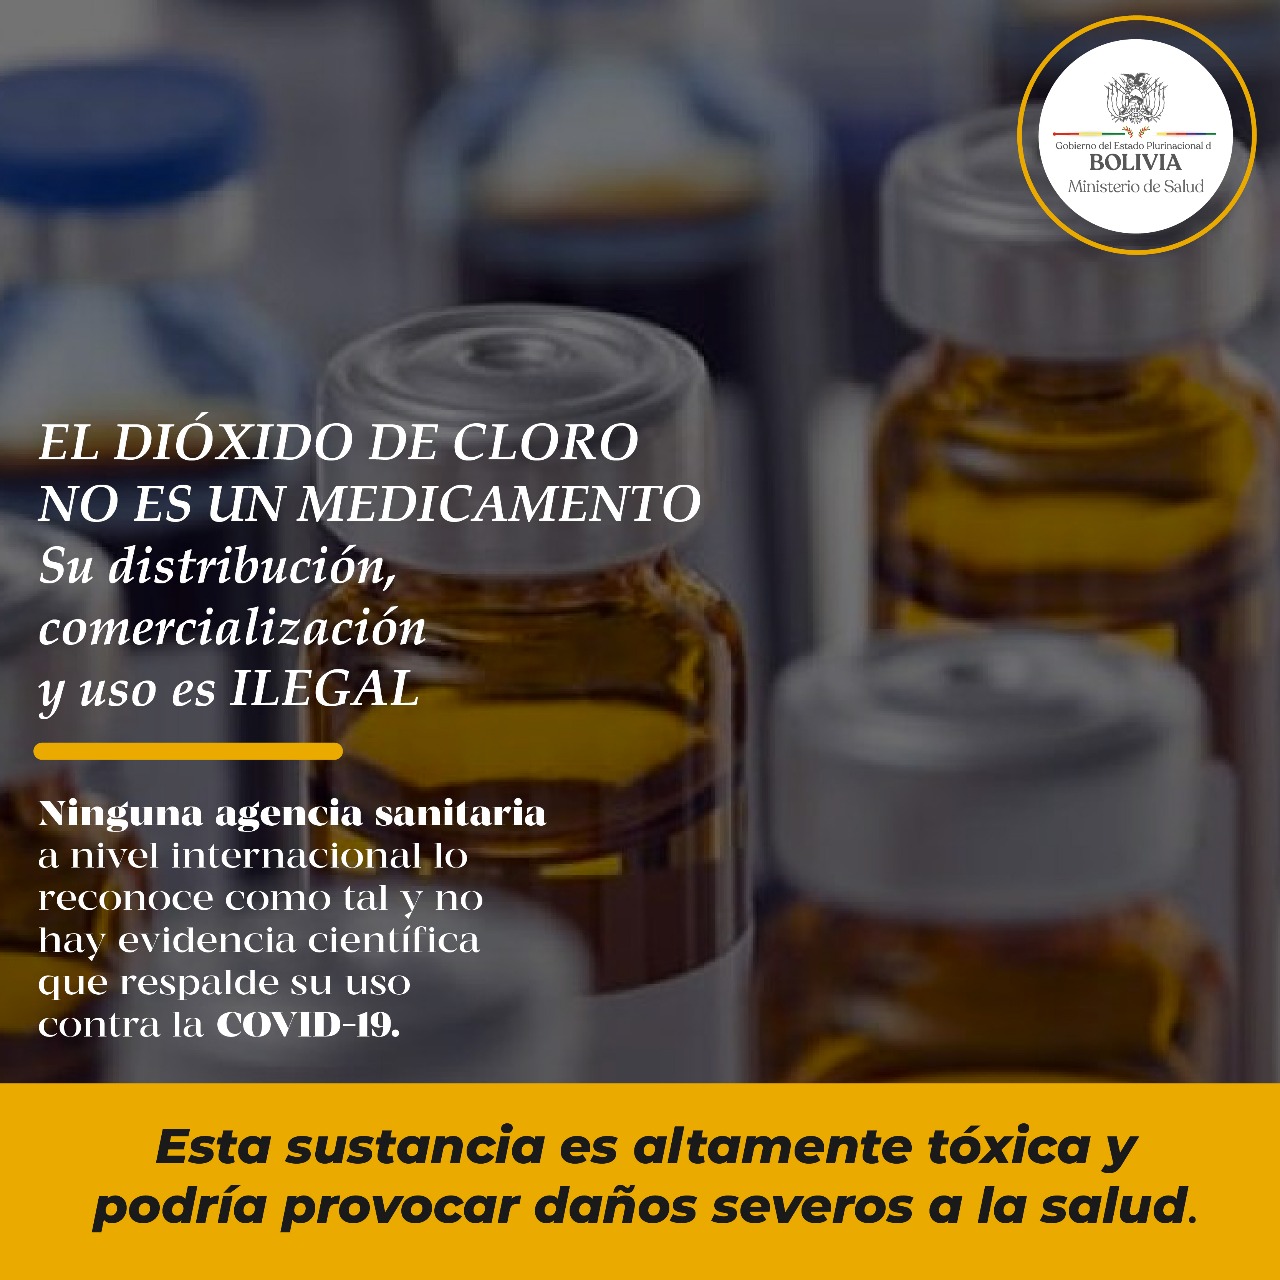 Gobierno del Estado Plurinacional d
BOLIVIA
Ministerio de Salud
EL DIÓXIDO DE CLORO
NO ES UN MEDICAMENTO
Su distribución,
comercialización
y uso es ILEGAL
Ninguna agencia sanitaria
a nivel internacional lo
reconoce como tal y no
hay evidencia científica
que respalde su uso
contra la COVID-19.
Esta sustancia es altamente tóxica y
podría provocar daños severos a la salud.